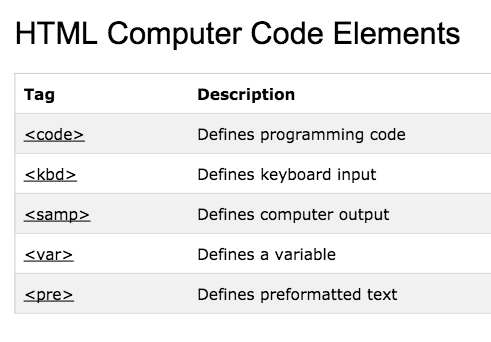 HTML Computer Code Elements
Tag Description
<code> Defines programming code
<kbd> Defines keyboard input
<samp> Defines computer output
<var> Defines a variable
<pre> Defines preformatted text